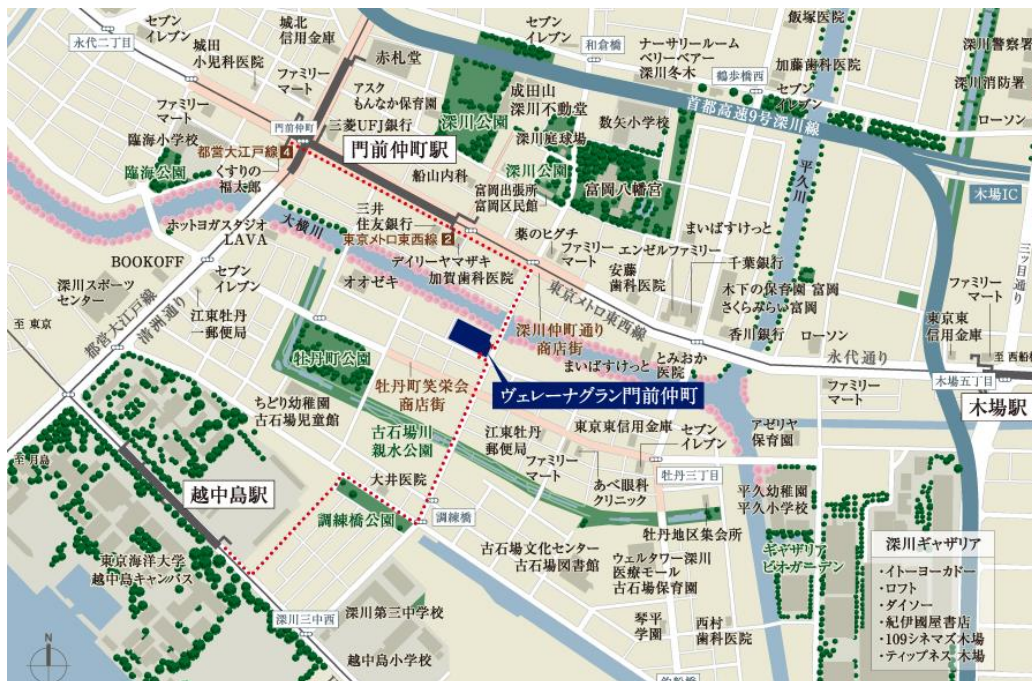 セブン
イレブン
永代二丁目
城北
信用金庫
城田
小児科医院
ファミリー
マート
赤札堂
アスク
もんなか保育園
三菱UFJ銀行
セブン
イレブン
和倉橋
ナーサリールーム
ベリーベアー
深川冬木
飯塚医院
加藤歯科医院
鶴歩橋西
セブン
イレブン
深川警察署
深川消防署
首都高速9号深川線
ローソン
木場IC
三ッ目通り
ファミリー
マート
臨海小学校
臨海公園
門前仲町
都営大江戸線4
くすりの
福太郎
門前仲町駅
船山内科
深川公園
成田山
深川不動堂
深川庭球場
深川公園
数矢小学校
富岡出張所
富岡区民館
富岡八幡宮
平久川
大横川
ホットヨガスタジオ
LAVA
BOOKOFF
三井
住友銀行
東京メトロ東西線2
デイリーヤマザキ
加賀歯科医院
オオゼキ
薬のヒグチ
ファミリー
マート
エンゼルファミリー
まいばすけっと
安藤
歯科医院
千葉銀行
木下の保育園 富岡
さくらみらい富岡
香川銀行
ローソン
東京メトロ東西線
永代通り
ファミリー
マート
東京東
信用金庫
至 西船橋
木場五丁目
木場駅
ファミリー
マート
深川スポーツ
センター
至 東京
都営大江戸線
清洲通り
セブン
イレブン
江東牡丹
一郵便局
牡丹町公園
深川仲町通り
商店街
まいばすけっと
とみおか
医院
ヴェレーナグラン門前仲町
牡丹町笑栄会
商店街
ちどり幼稚園
古石場児童館
古石場川
親水公園
江東牡丹
郵便局
東京東信用金庫
セブン
イレブン
アゼリヤ
保育園
ファミリー
マート
あべ眼科
クリニック
牡丹三丁目
至 月島
越中島駅
大井医院
調練橋公園
調練橋
平久幼稚園
平久小学校
牡丹地区集会所
東京海洋大学
越中島キャンパス
古石場文化センター
古石場図書館
ウェルタワー深川
医療モール
古石場保育園
ギャザリア
ビオガーデン
深川ギャザリア
・イトーヨーカドー
・ロフト
・ダイソー
・紀伊國屋書店
・109シネマズ木場
・ティップネス 木場
N
深川三中西
深川第三中学校
越中島小学校
琴平
学園
西村
歯科医院